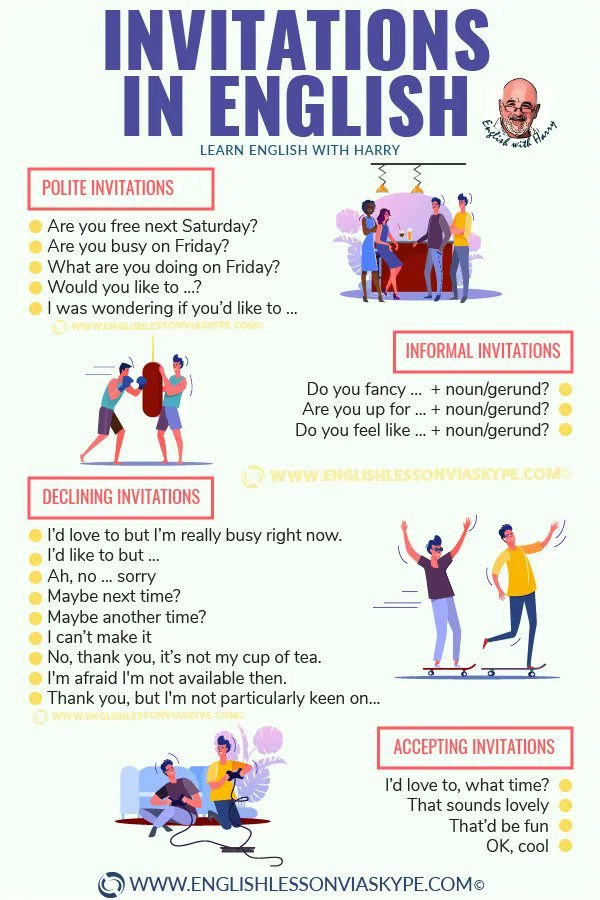 INVITATIONS
IN ENGLISH
English with Harry
LEARN ENGLISH WITH HARRY
POLITE INVITATIONS
Are you free next Saturday?
Are you busy on Friday?
What are you doing on Friday?
Would you like to ...?
I was wondering if you'd like to ...
WWW.ENGLISHLESSONVIASKYPE.COM©
INFORMAL INVITATIONS
Do you fancy ... + noun/gerund?
Are you up for ... + noun/gerund?
Do you feel like ... + noun/gerund?
WWW.ENGLISHLESSONVIASKYPE.COM©
DECLINING INVITATIONS
I'd love to but I'm really busy right now.
I'd like to but ...
Ah, no ... sorry
Maybe next time?
Maybe another time?
I can't make it
No, thank you, it's not my cup of tea.
I'm afraid I'm not available then.
Thank you, but I'm not particularly keen on...
WWW.ENGLISHLESSONVIASKYPE.COM©
ACCEPTING INVITATIONS
I'd love to, what time?
That sounds lovely
That'd be fun
OK, cool
WWW.ENGLISHLESSONVIASKYPE.COM©